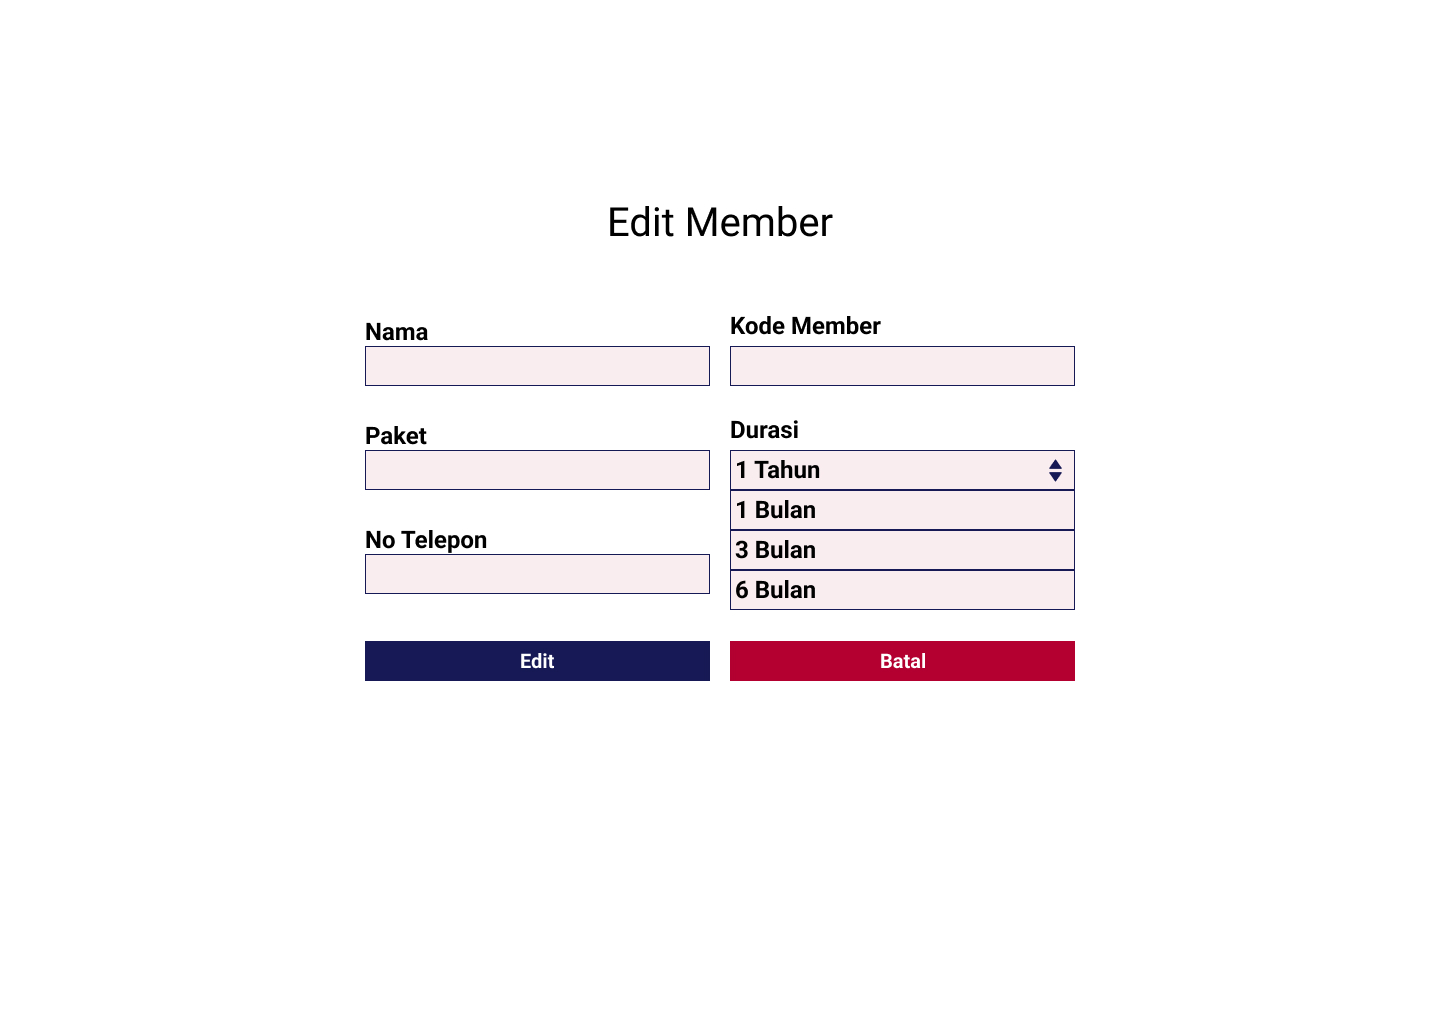 Edit Member
Nama
Kode Member
Paket
Durasi
1 Tahun
1 Bulan
3 Bulan
6 Bulan
No Telepon
Edit
Batal